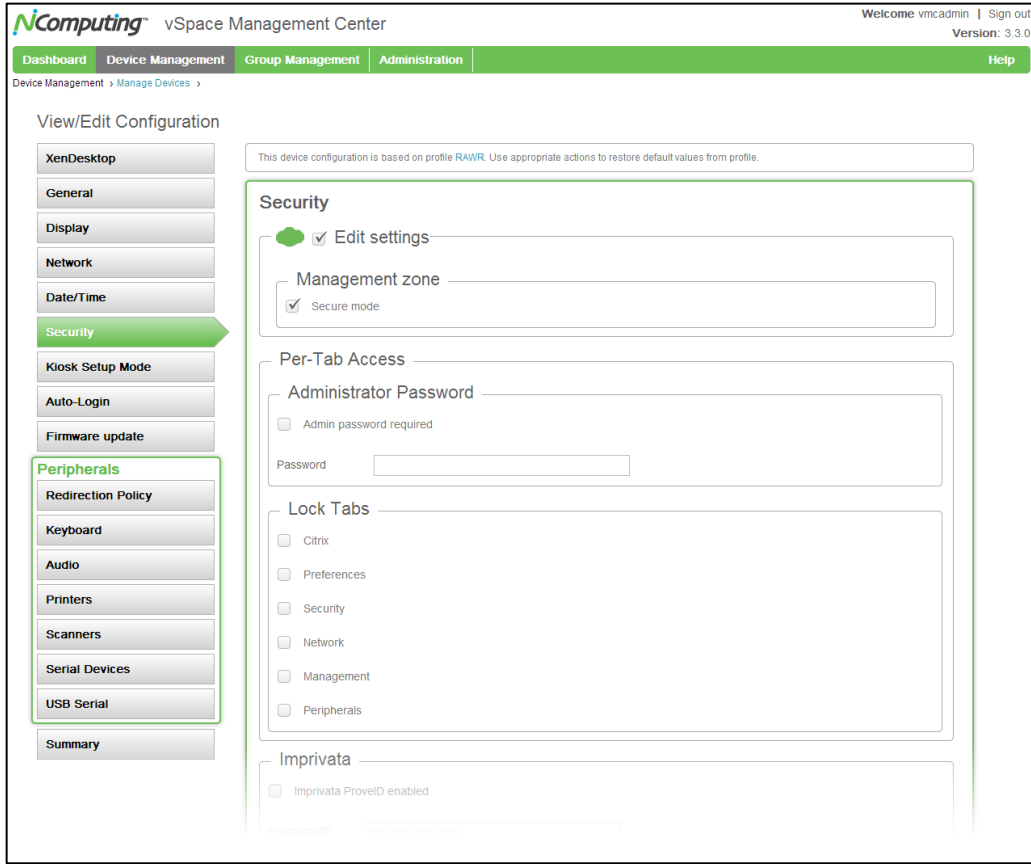 NComputing™ vSpace Management Center
Welcome vmcadmin | Sign out
Version: 3.3.0
Dashboard Device Management Group Management Administration Help
Device Management › Manage Devices ›
View/Edit Configuration
XenDesktop
General
Display
Network
Date/Time
Security
Kiosk Setup Mode
Auto-Login
Firmware update
Peripherals
Redirection Policy
Keyboard
Audio
Printers
Scanners
Serial Devices
USB Serial
Summary
This device configuration is based on profile RAWR. Use appropriate actions to restore default values from profile.
Security
Edit settings
Management zone
Secure mode
Per-Tab Access
Administrator Password
Admin password required
Password
Lock Tabs
Citrix
Preferences
Security
Network
Management
Peripherals
Imprivata
Imprivata ProveID enabled